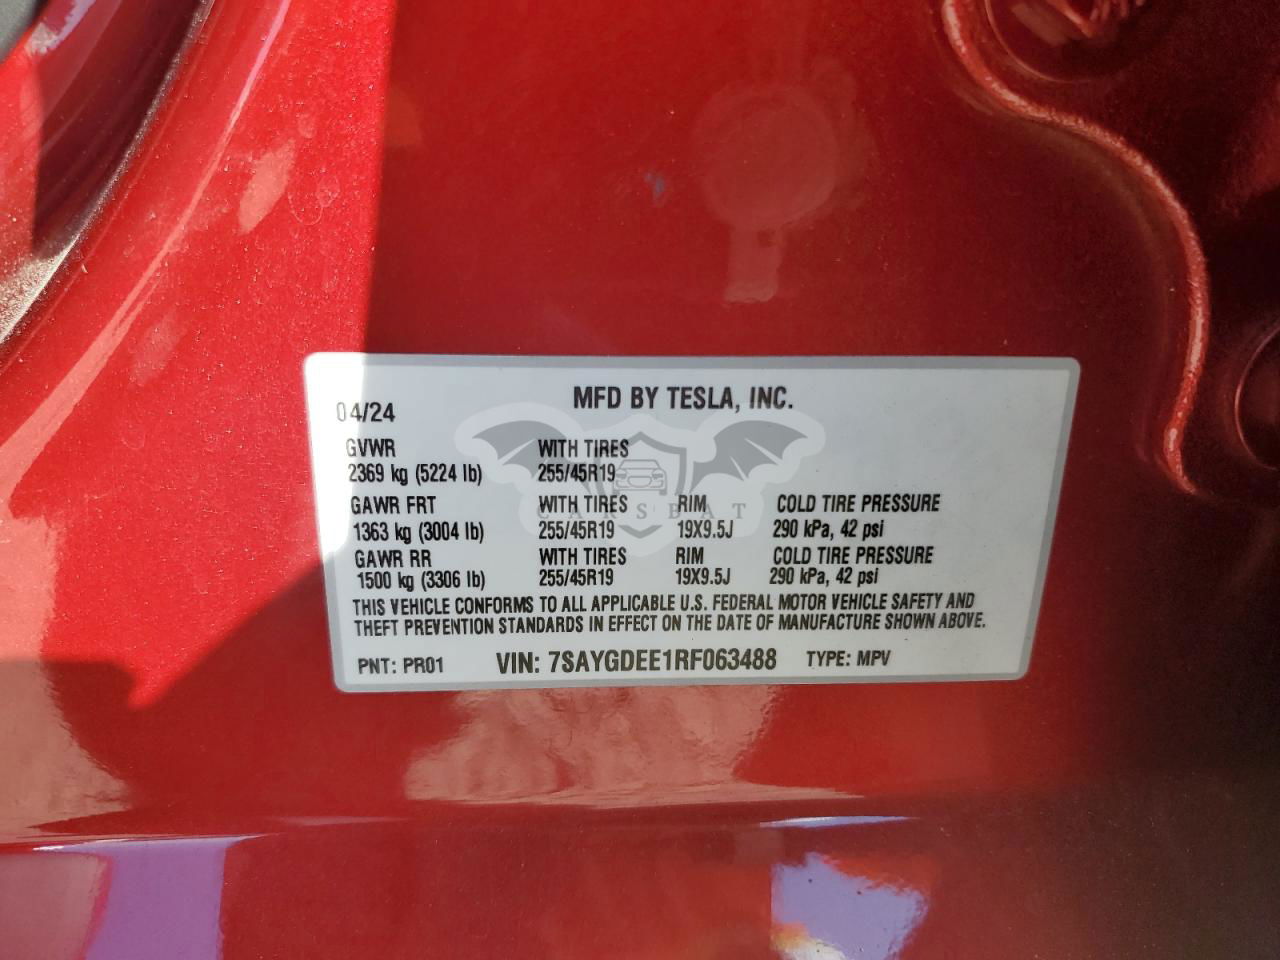 MFD BY TESLA, INC.
04/24
GVWR WITH TIRES
2369 kg (5224 lb) 255/45R19
GAWR FRT WITH TIRES RIM COLD TIRE PRESSURE
1363 kg (3004 lb) 255/45R19 19X9.5J 290 kPa, 42 psi
GAWR RR WITH TIRES RIM COLD TIRE PRESSURE
1500 kg (3306 lb) 255/45R19 19X9.5J 290 kPa, 42 psi
THIS VEHICLE CONFORMS TO ALL APPLICABLE U.S. FEDERAL MOTOR VEHICLE SAFETY AND
THEFT PREVENTION STANDARDS IN EFFECT ON THE DATE OF MANUFACTURE SHOWN ABOVE.
PNT: PR01 VIN: 7SAYGDEE1RF063488 TYPE: MPV
CARSBAT